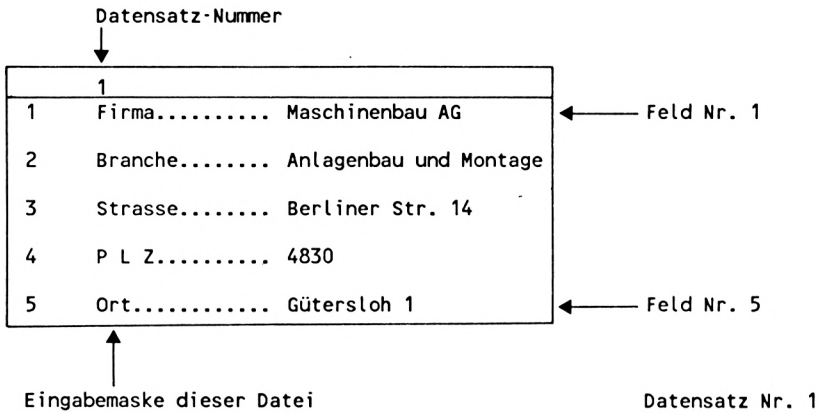 Datensatz-Nummer
1
1 Firma.......... Maschinenbau AG Feld Nr. 1
2 Branche........ Anlagenbau und Montage
3 Strasse........ Berliner Str. 14
4 P L Z.......... 4830
5 Ort............ Gütersloh 1 Feld Nr. 5
Eingabemaske dieser Datei Datensatz Nr. 1